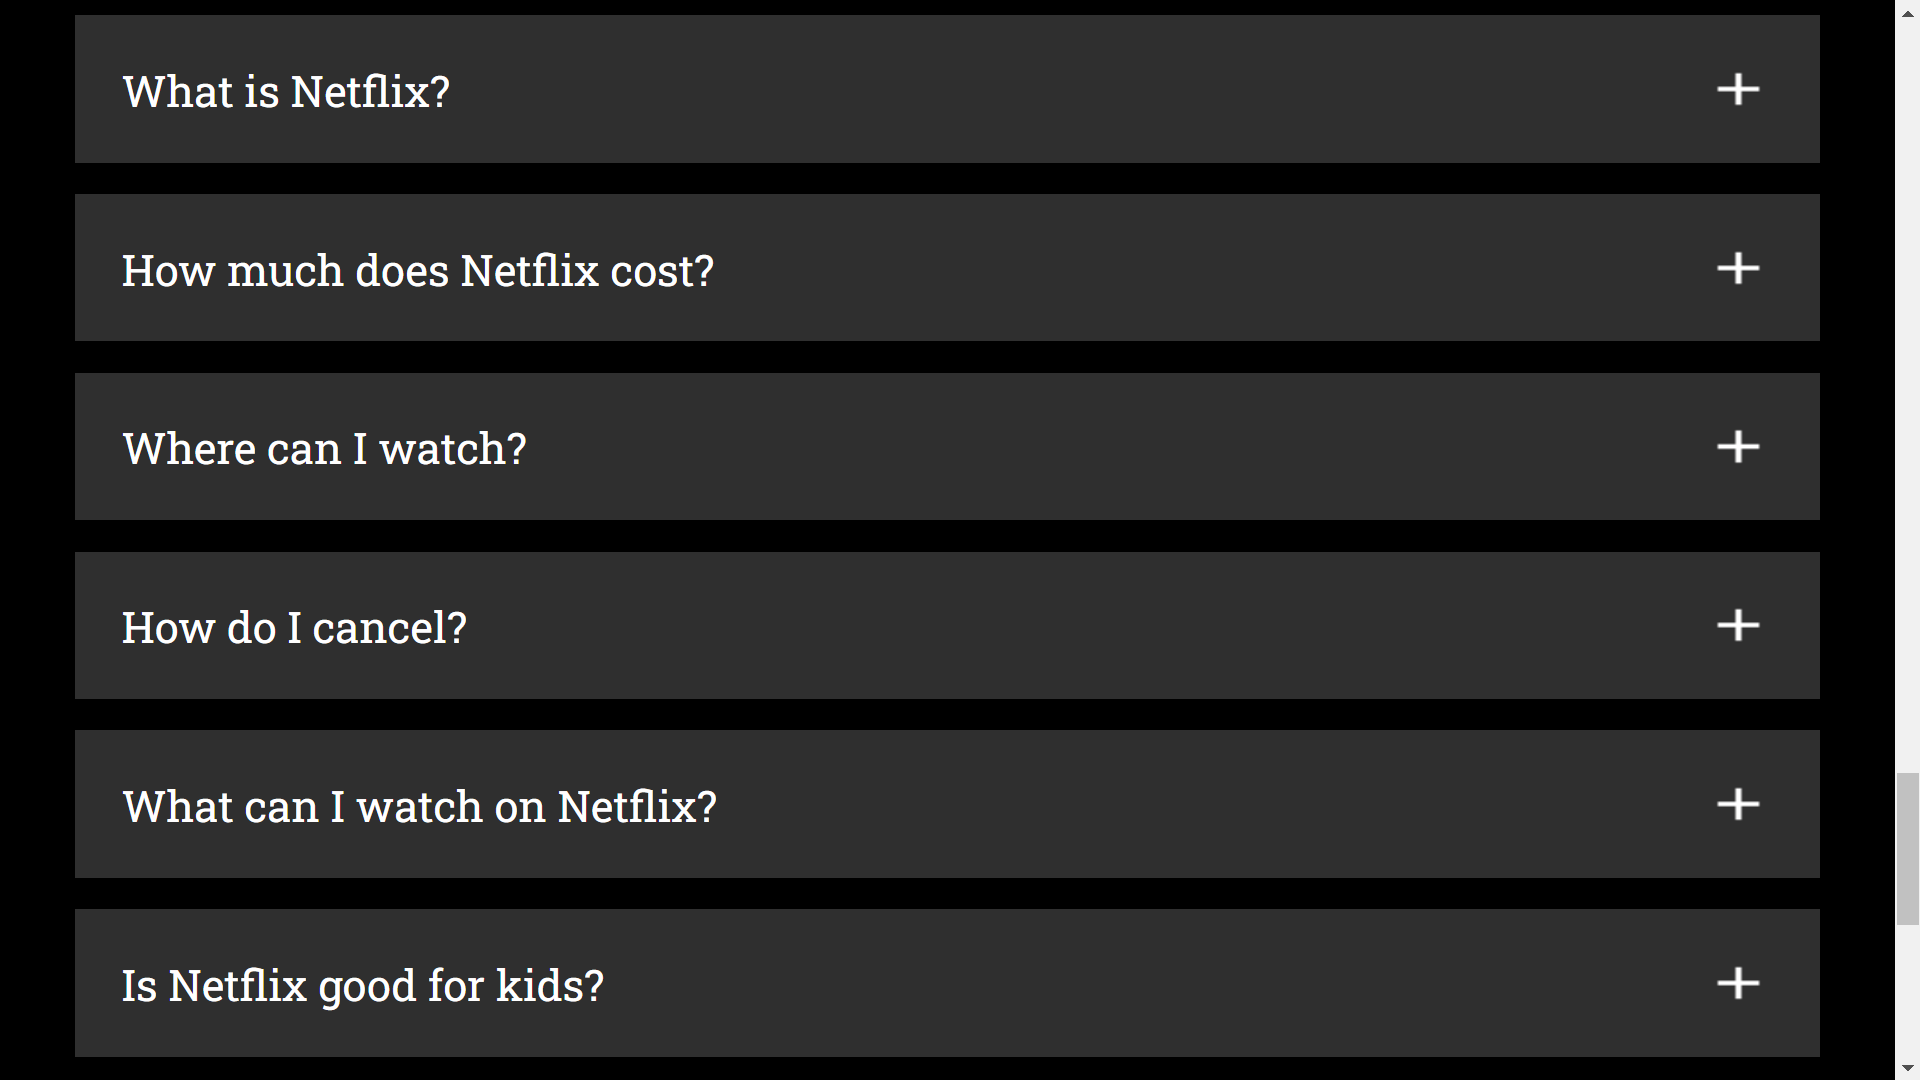 What is Netflix?
How much does Netflix cost?
Where can I watch?
How do I cancel?
What can I watch on Netflix?
Is Netflix good for kids?